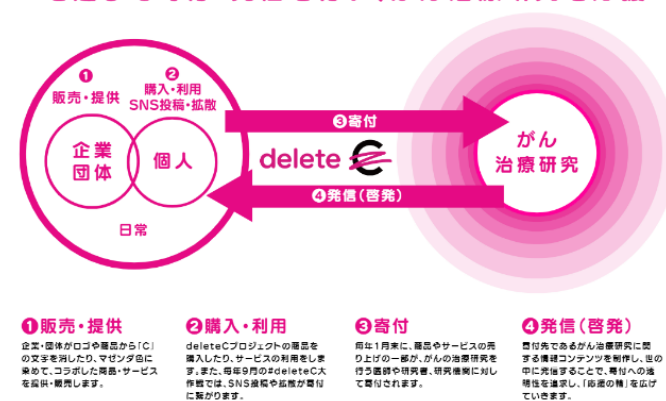 ❶
販売・提供
❷
購入・利用
SNS投稿・拡散
企業
団体
個人
日常
❸寄付
delete C
❹発信(啓発)
がん
治療研究
❶販売・提供
企業・団体がロゴや商品から「C」
の文字を消したり、マゼンダ色に
染めて、コラボした商品・サービス
を提供・販売します。
❷購入・利用
deleteCプロジェクトの商品を
購入したり、サービスの利用をしま
す。また、毎年9月の#deleteC大
作戦では、SNS投稿や拡散が寄付
に繋がります。
❸寄付
毎年1月末に、商品やサービスの売
り上げの一部が、がんの治療研究を
行う医師や研究者、研究機関に対し
て寄付されます。
❹発信(啓発)
寄付先であるがん治療研究に関
する情報コンテンツを制作し、世の
中に発信することで、寄付への透
明性を追求し、「応援の輪」を広げ
ていきます。